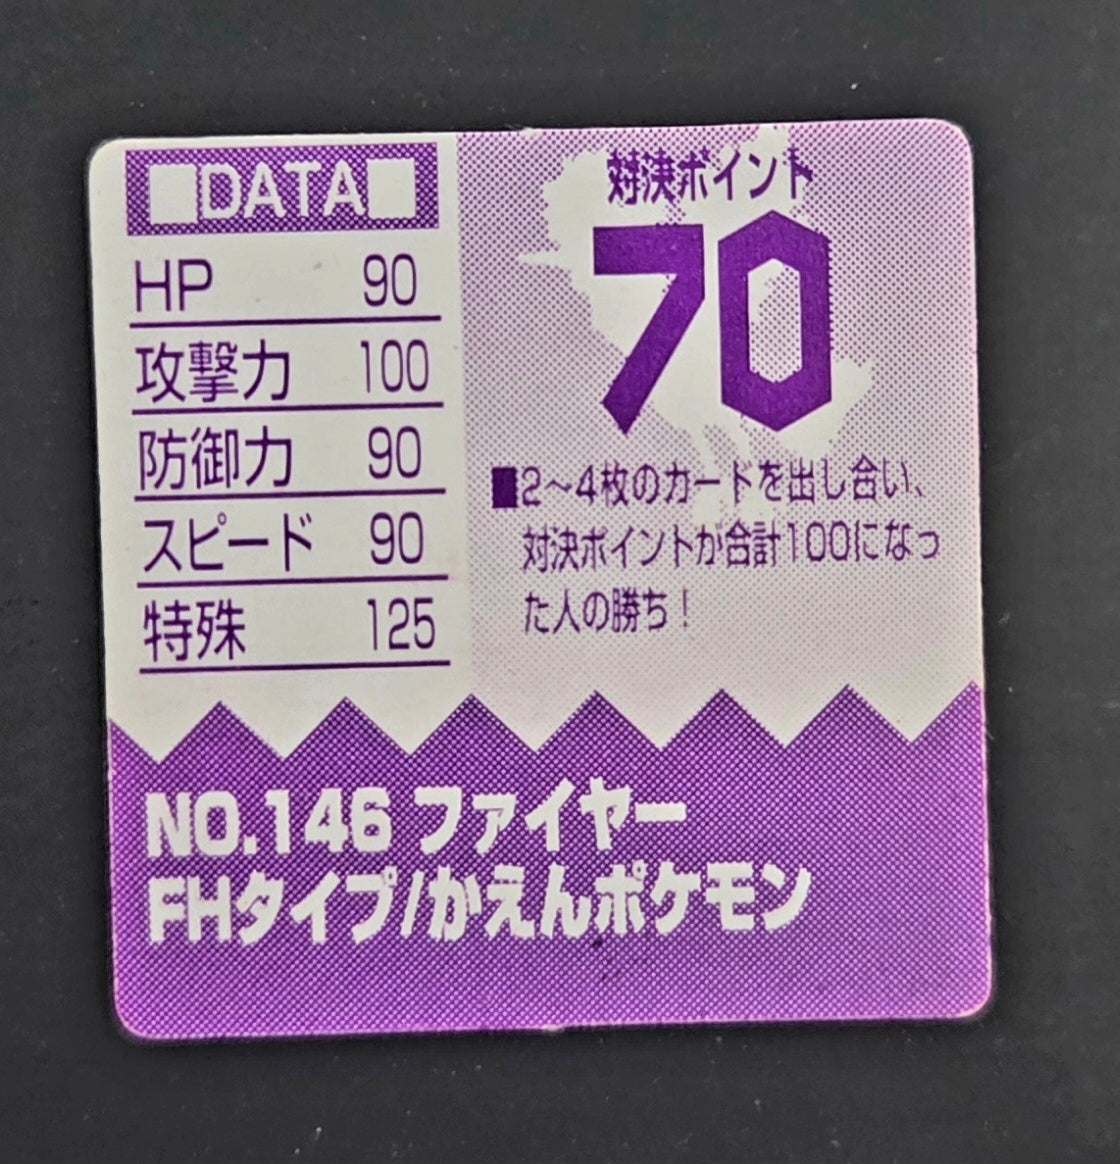 ■DATA■
HP 90
攻撃力 100
防御力 90
スピード 90
特殊 125
対決ポイント
70
■2〜4枚のカードを出し合い、
対決ポイントが合計100になっ
た人の勝ち!
NO.146 ファイヤー
FHタイプ/かえんポケモン